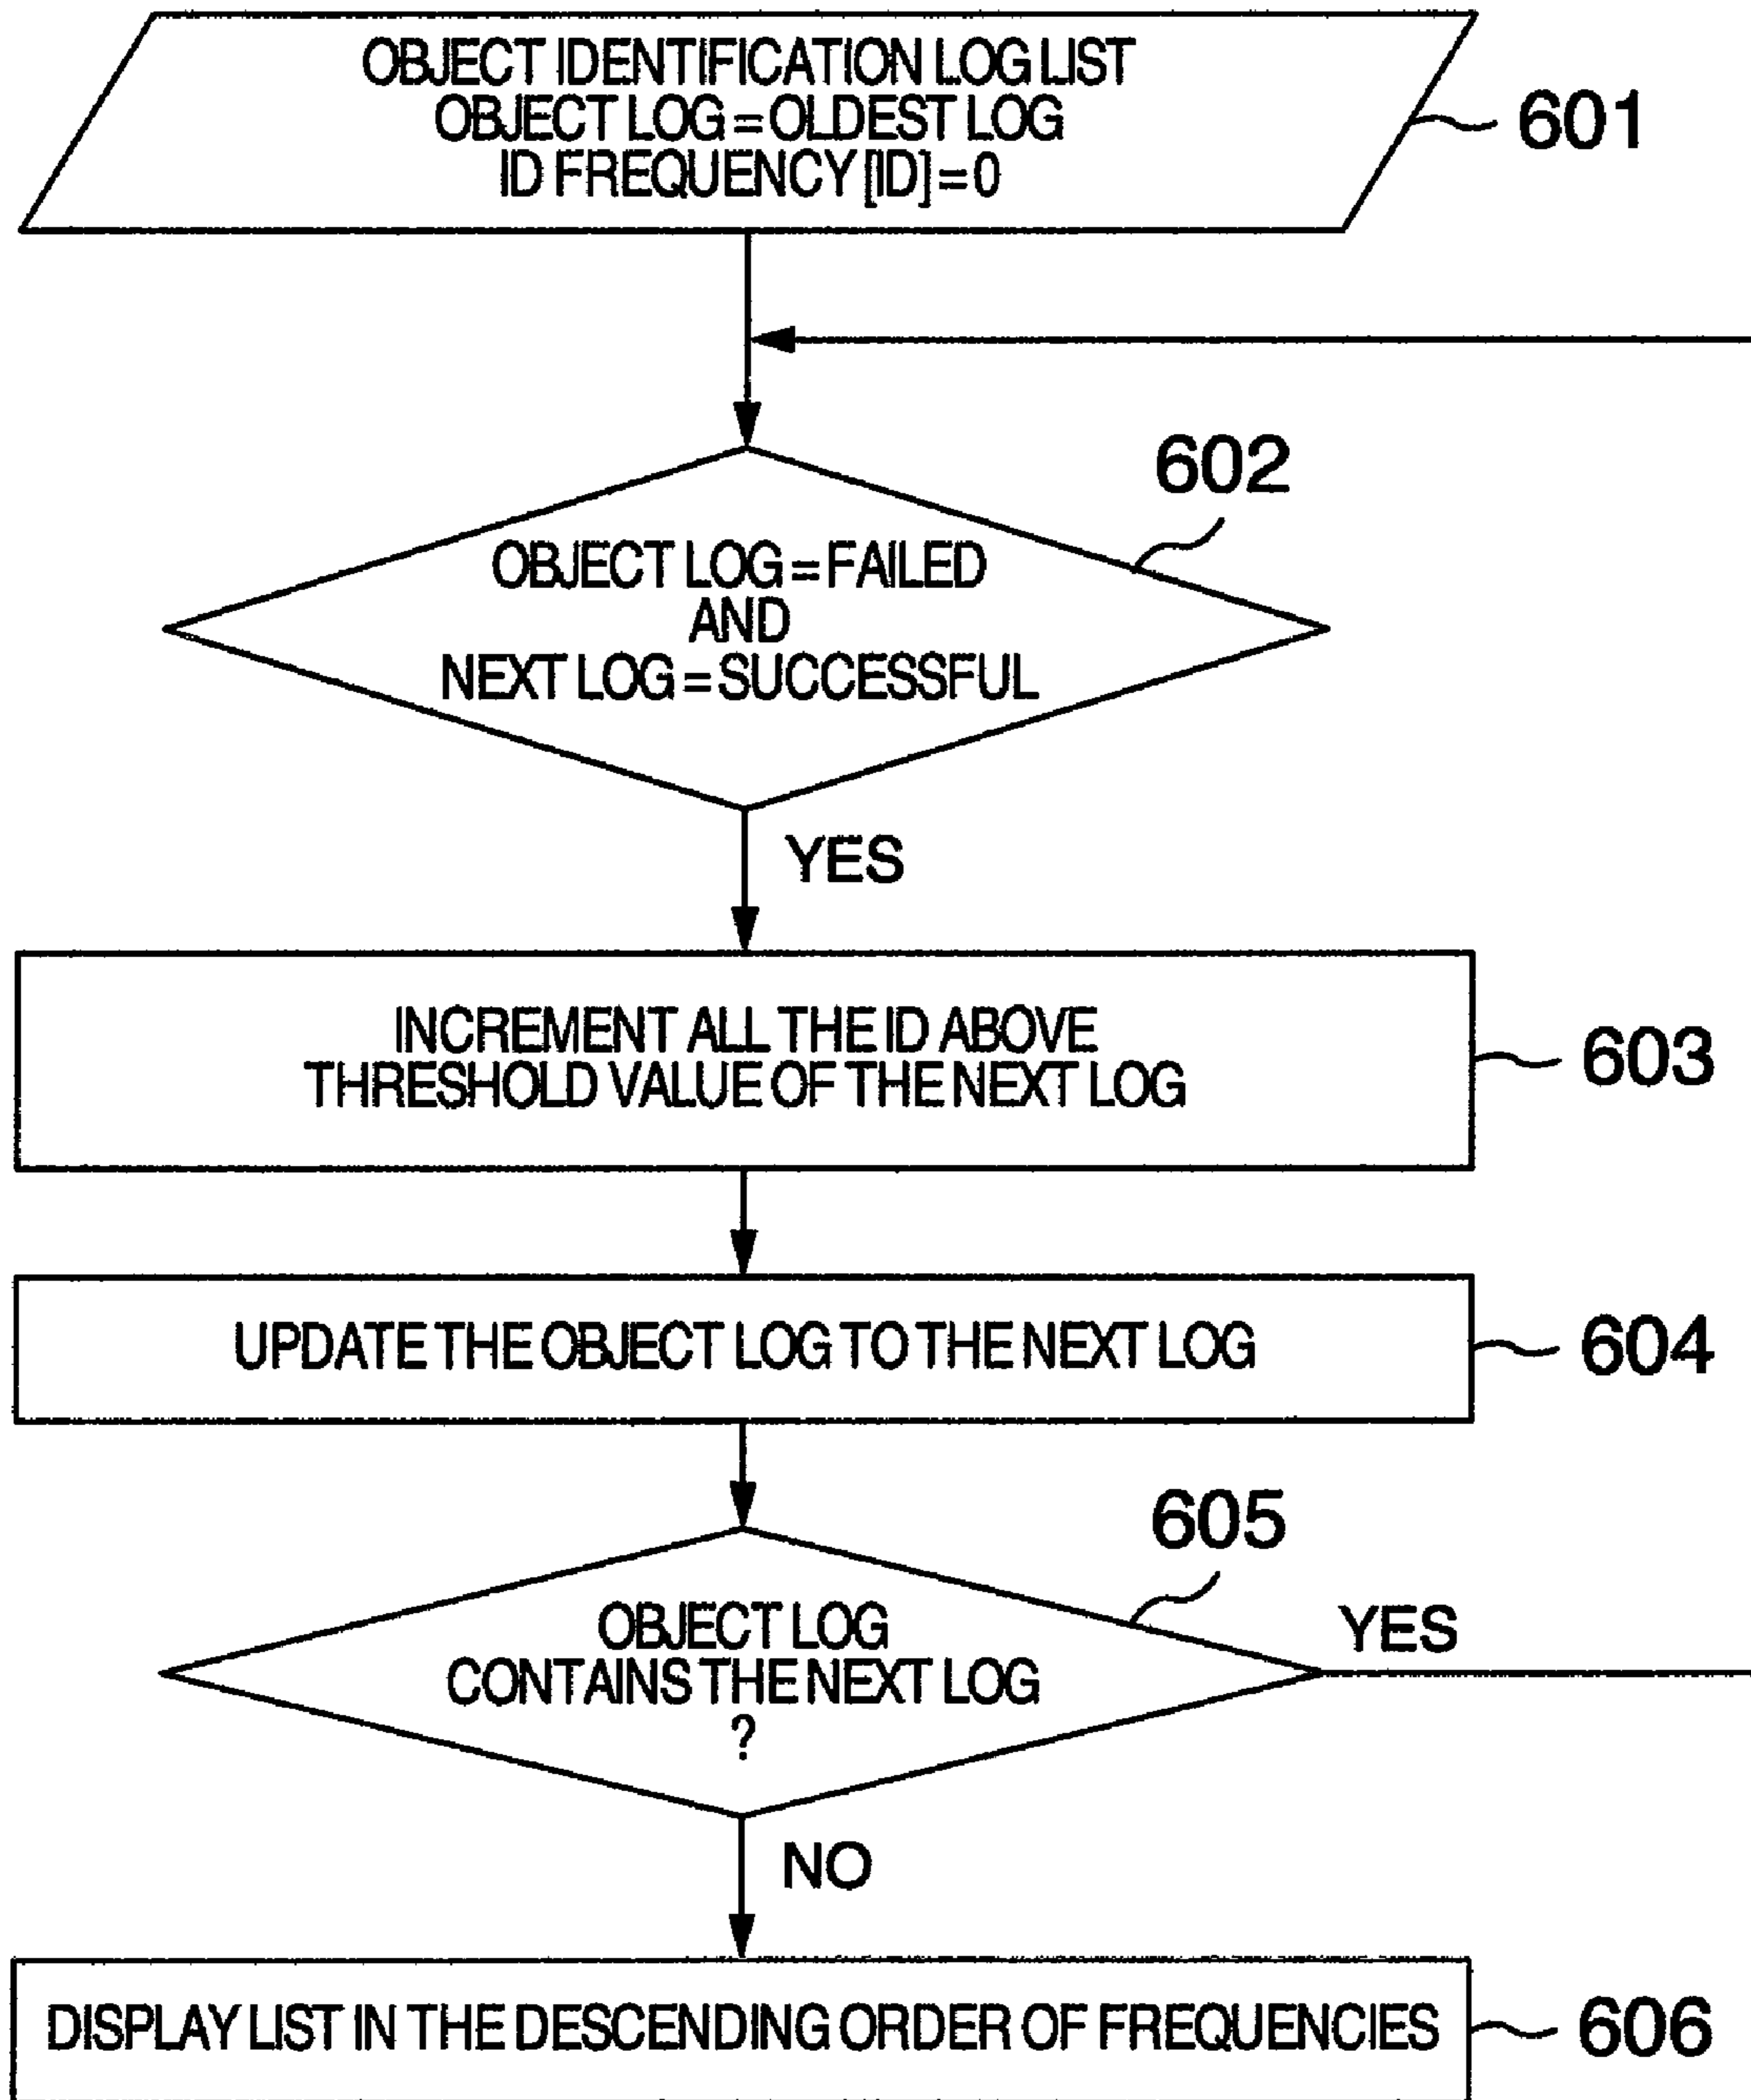 OBJECT IDENTIFICATION LOG LIST
OBJECT LOG = OLDEST LOG
ID FREQUENCY [ID] = 0
601
602
OBJECT LOG = FAILED
AND
NEXT LOG = SUCCESSFUL
YES
INCREMENT ALL THE ID ABOVE
THRESHOLD VALUE OF THE NEXT LOG
603
UPDATE THE OBJECT LOG TO THE NEXT LOG
604
605
OBJECT LOG
CONTAINS THE NEXT LOG
?
YES
NO
DISPLAY LIST IN THE DESCENDING ORDER OF FREQUENCIES
606